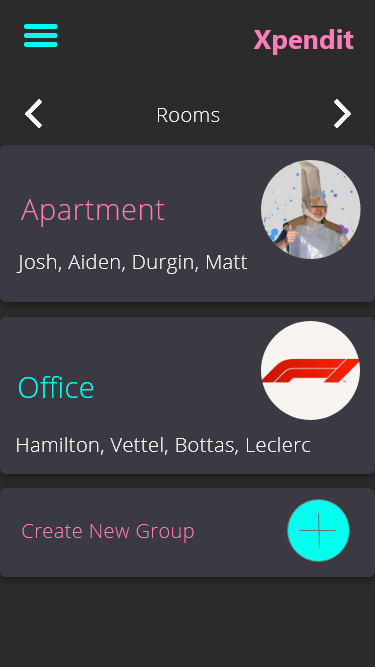 Xpendit
Rooms
Apartment
Josh, Aiden, Durgin, Matt
Office
Hamilton, Vettel, Bottas, Leclerc
Create New Group